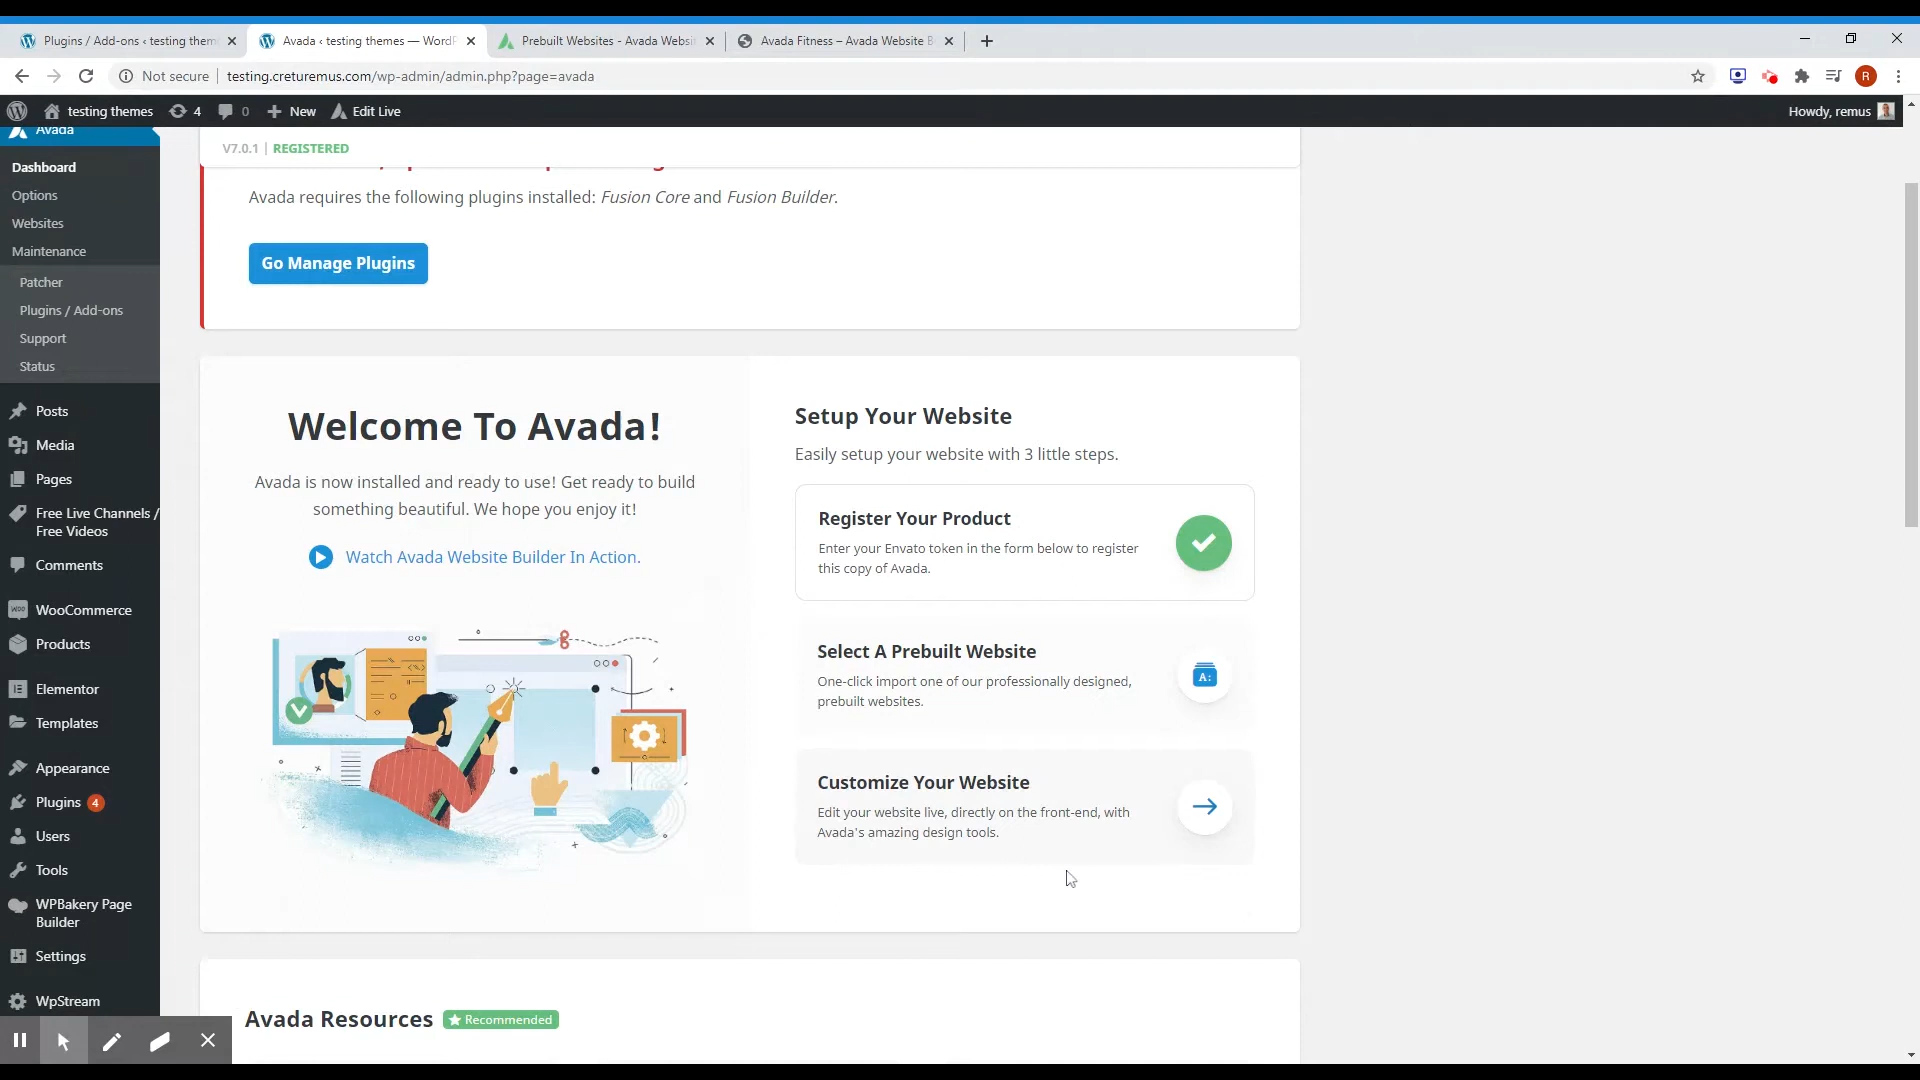 Plugins / Add-ons ‹ testing them
Avada ‹ testing themes — WordP
Prebuilt Websites - Avada Websi
Avada Fitness – Avada Website B
Not secure
testing.creturemus.com/wp-admin/admin.php?page=avada
R
testing themes
4
0
New
Edit Live
Howdy, remus
Avada
Dashboard
Options
Websites
Maintenance
Patcher
Plugins / Add-ons
Support
Status
Posts
Media
Pages
Free Live Channels /
Free Videos
Comments
WooCommerce
Products
Elementor
Templates
Appearance
Plugins 4
Users
Tools
WPBakery Page
Builder
Settings
WpStream
V7.0.1 | REGISTERED
Avada requires the following plugins installed: Fusion Core and Fusion Builder.
Go Manage Plugins
Welcome To Avada!
Avada is now installed and ready to use! Get ready to build
something beautiful. We hope you enjoy it!
Watch Avada Website Builder In Action.
Setup Your Website
Easily setup your website with 3 little steps.
Register Your Product
Enter your Envato token in the form below to register
this copy of Avada.
Select A Prebuilt Website
One-click import one of our professionally designed,
prebuilt websites.
A:
Customize Your Website
Edit your website live, directly on the front-end, with
Avada's amazing design tools.
Avada Resources
Recommended